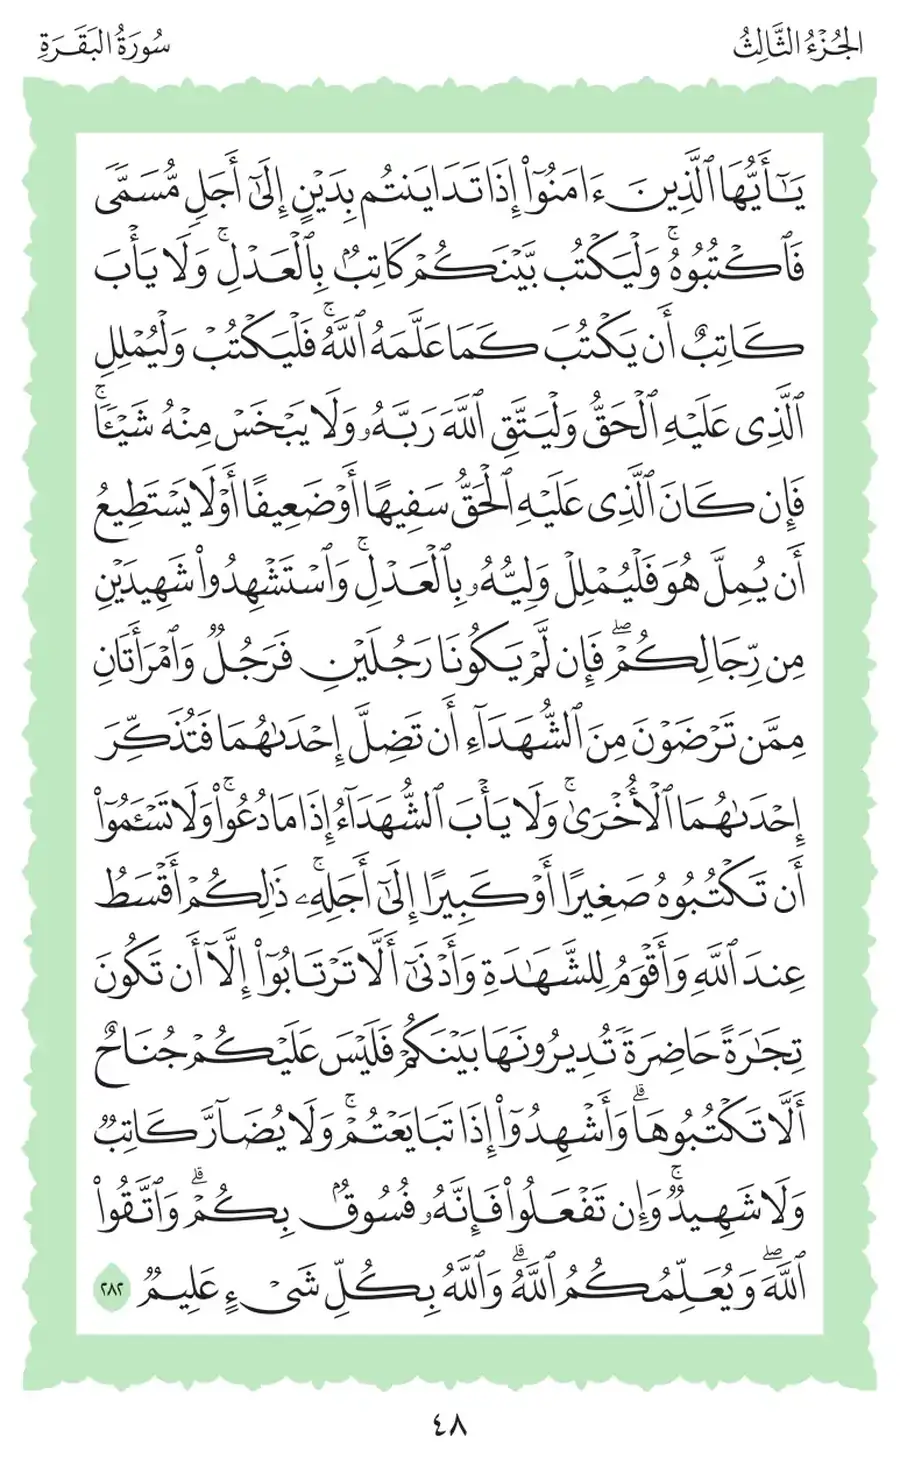 الجُزْءُ الثَّالِثُ
سُورَةُ البَقَرَةِ
يَٰٓأَيُّهَا ٱلَّذِينَ ءَامَنُوٓا۟ إِذَا تَدَايَنتُم بِدَيْنٍ إِلَىٰٓ أَجَلٍ مُّسَمًّى
فَٱكْتُبُوهُ ۚ وَلْيَكْتُب بَّيْنَكُمْ كَاتِبٌۢ بِٱلْعَدْلِ ۚ وَلَا يَأْبَ
كَاتِبٌ أَن يَكْتُبَ كَمَا عَلَّمَهُ ٱللَّهُ ۚ فَلْيَكْتُبْ وَلْيُمْلِلِ
ٱلَّذِى عَلَيْهِ ٱلْحَقُّ وَلْيَتَّقِ ٱللَّهَ رَبَّهُۥ وَلَا يَبْخَسْ مِنْهُ شَيْـًٔا ۚ
فَإِن كَانَ ٱلَّذِى عَلَيْهِ ٱلْحَقُّ سَفِيهًا أَوْ ضَعِيفًا أَوْ لَا يَسْتَطِيعُ
أَن يُمِلَّ هُوَ فَلْيُمْلِلْ وَلِيُّهُۥ بِٱلْعَدْلِ ۚ وَٱسْتَشْهِدُوا۟ شَهِيدَيْنِ
مِن رِّجَالِكُمْ ۖ فَإِن لَّمْ يَكُونَا رَجُلَيْنِ فَرَجُلٌ وَٱمْرَأَتَانِ
مِمَّن تَرْضَوْنَ مِنَ ٱلشُّهَدَآءِ أَن تَضِلَّ إِحْدَىٰهُمَا فَتُذَكِّرَ
إِحْدَىٰهُمَا ٱلْأُخْرَىٰ ۚ وَلَا يَأْبَ ٱلشُّهَدَآءُ إِذَا مَا دُعُوا۟ ۚ وَلَا تَسْـَٔمُوٓا۟
أَن تَكْتُبُوهُ صَغِيرًا أَوْ كَبِيرًا إِلَىٰٓ أَجَلِهِۦ ۚ ذَٰلِكُمْ أَقْسَطُ
عِندَ ٱللَّهِ وَأَقْوَمُ لِلشَّهَٰدَةِ وَأَدْنَىٰٓ أَلَّا تَرْتَابُوٓا۟ إِلَّآ أَن تَكُونَ
تِجَٰرَةً حَاضِرَةً تُدِيرُونَهَا بَيْنَكُمْ فَلَيْسَ عَلَيْكُمْ جُنَاحٌ
أَلَّا تَكْتُبُوهَا ۗ وَأَشْهِدُوٓا۟ إِذَا تَبَايَعْتُمْ ۚ وَلَا يُضَآرَّ كَاتِبٌ
وَلَا شَهِيدٌ ۚ وَإِن تَفْعَلُوا۟ فَإِنَّهُۥ فُسُوقٌۢ بِكُمْ ۗ وَٱتَّقُوا۟
ٱللَّهَ ۖ وَيُعَلِّمُكُمُ ٱللَّهُ ۗ وَٱللَّهُ بِكُلِّ شَىْءٍ عَلِيمٌ ٢٨٢
٤٨